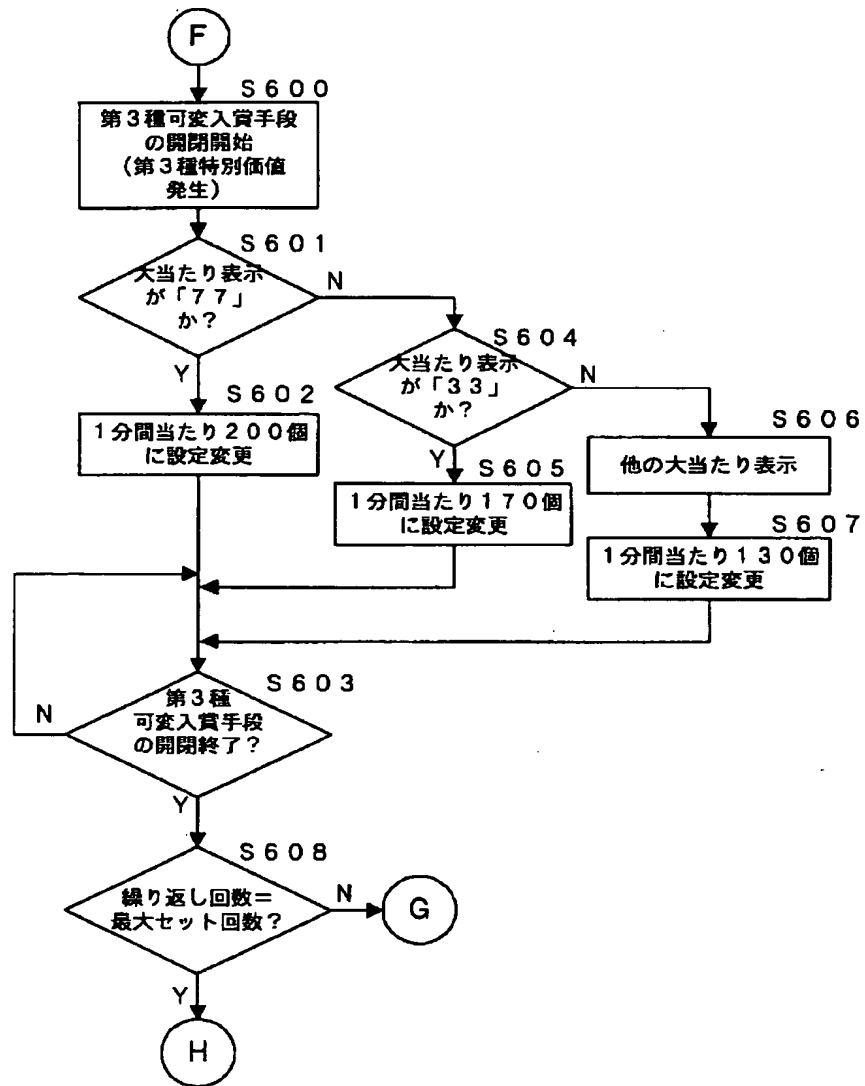 F
S600
第3種可変入賞手段
の開閉開始
(第3種特別価値
発生)
S601
大当たり表示
が「77」
か?
N
Y
S604
大当たり表示
が「33」
か?
N
Y
S602
1分間当たり200個
に設定変更
S605
1分間当たり170個
に設定変更
S606
他の大当たり表示
S607
1分間当たり130個
に設定変更
S603
第3種
可変入賞手段
の開閉終了?
N
Y
S608
繰り返し回数=
最大セット回数?
N
G
Y
H